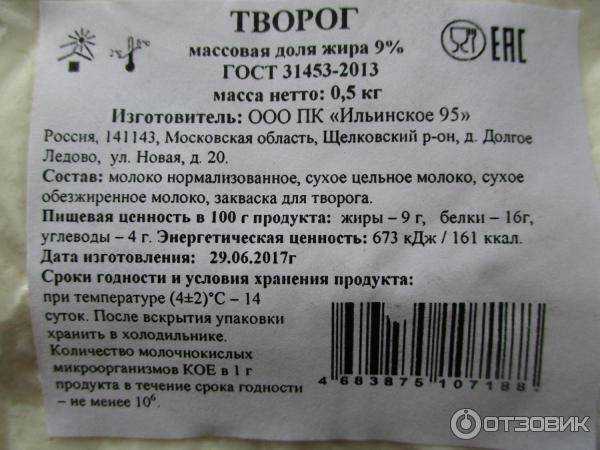 ТВОРОГ
массовая доля жира 9%
ГОСТ 31453-2013
масса нетто: 0,5 кг
EAC
Изготовитель: ООО ПК «Ильинское 95»
Россия, 141143, Московская область, Щелковский р-он, д. Долгое
Ледово, ул. Новая, д. 20.
Состав: молоко нормализованное, сухое цельное молоко, сухое
обезжиренное молоко, закваска для творога.
Пищевая ценность в 100 г продукта: жиры – 9 г, белки – 16г,
углеводы – 4 г. Энергетическая ценность: 673 кДж / 161 ккал.
Дата изготовления: 29.06.2017г
Сроки годности и условия хранения продукта:
при температуре (4±2)°С – 14
суток. После вскрытия упаковки
хранить в холодильнике.
Количество молочнокислых
микроорганизмов КОЕ в 1 г
продукта в течение срока годности
– не менее 10⁶.
4 683875 107188
ОТЗОВИК